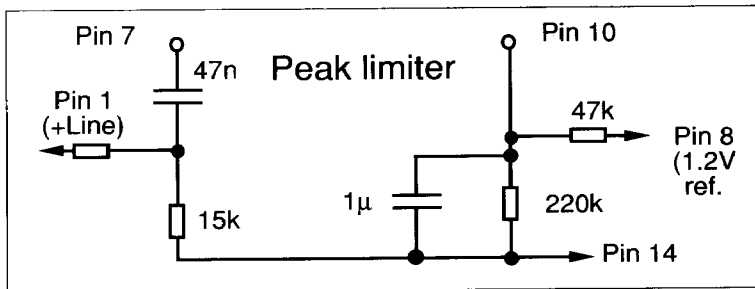 Pin 7
Pin 10
47n
Peak limiter
Pin 1
(+Line)
47k
Pin 8
(1.2V
ref.
15k
1µ
220k
Pin 14